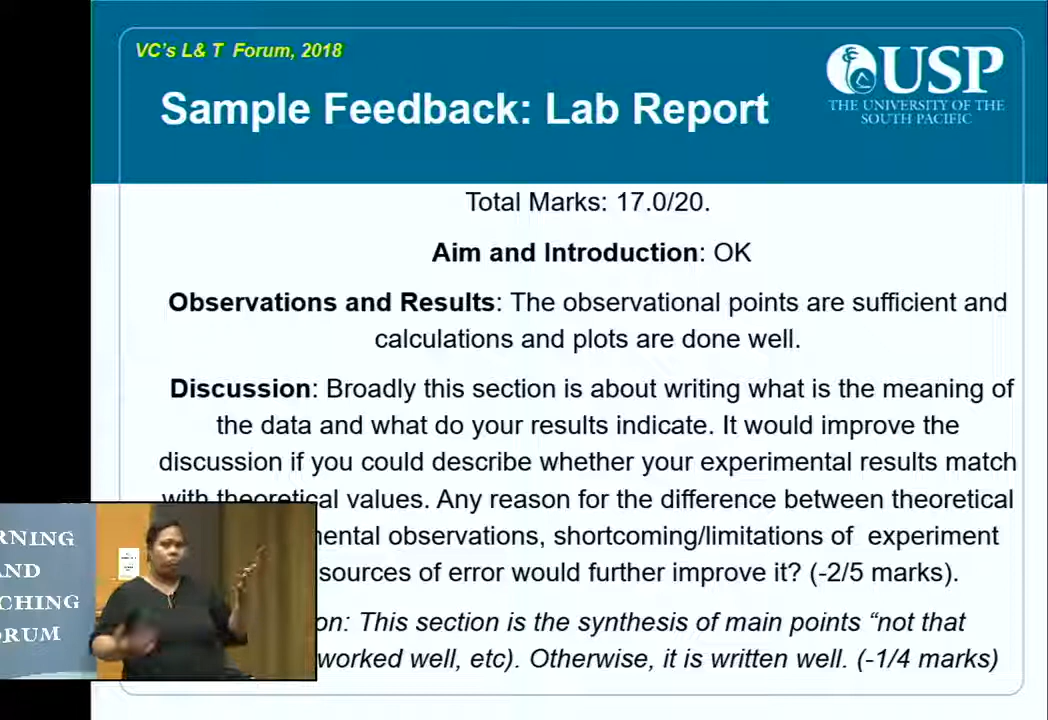 VC's L& T Forum, 2018
USP
THE UNIVERSITY OF THE
SOUTH PACIFIC
Sample Feedback: Lab Report
Total Marks: 17.0/20.
Aim and Introduction: OK
Observations and Results: The observational points are sufficient and
calculations and plots are done well.
Discussion: Broadly this section is about writing what is the meaning of
the data and what do your results indicate. It would improve the
discussion if you could describe whether your experimental results match
with theoretical values. Any reason for the difference between theoretical
mental observations, shortcoming/limitations of experiment
sources of error would further improve it? (-2/5 marks).
on: This section is the synthesis of main points “not that
worked well, etc). Otherwise, it is written well. (-1/4 marks)
RNING
AND
CHING
ORUM